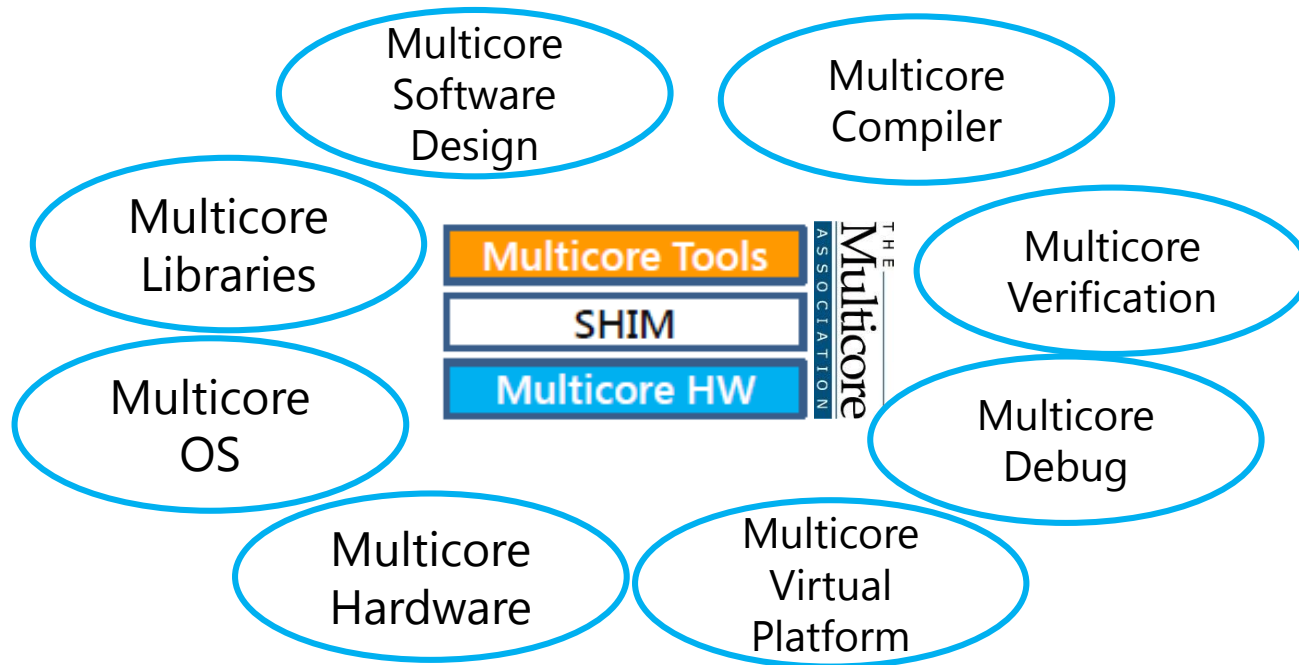 Multicore
Software
Design
Multicore
Compiler
Multicore
Libraries
Multicore Tools
SHIM
Multicore HW
THE
Multicore
ASSOCIATION
Multicore
Verification
Multicore
OS
Multicore
Debug
Multicore
Hardware
Multicore
Virtual
Platform